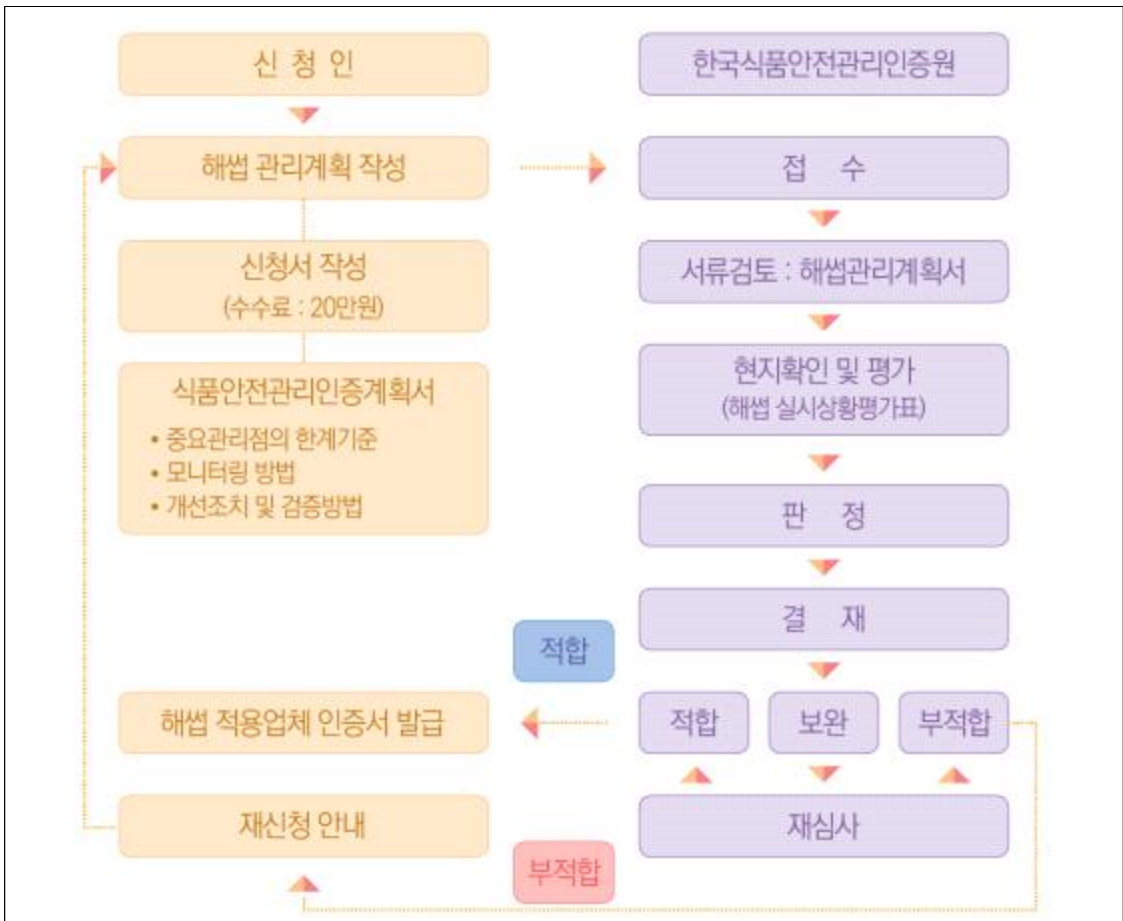 신 청 인
해썹 관리계획 작성
신청서 작성
(수수료 : 20만원)
식품안전관리인증계획서
• 중요관리점의 한계기준
• 모니터링 방법
• 개선조치 및 검증방법
해썹 적용업체 인증서 발급
재신청 안내
적합
부적합
한국식품안전관리인증원
접 수
서류검토 : 해썹관리계획서
현지확인 및 평가
(해썹 실시상황평가표)
판 정
결 재
적합
보완
부적합
재심사